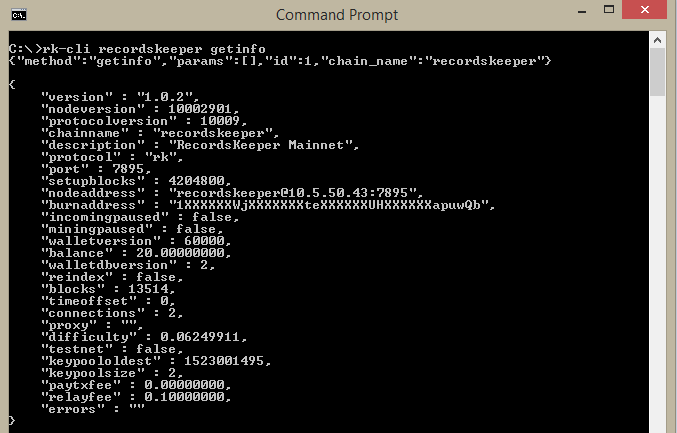 Command Prompt
C:\>rk-cli recordskeeper getinfo
{"method":"getinfo","params":[],"id":1,"chain_name":"recordskeeper"}
{
    "version" : "1.0.2",
    "nodeversion" : 10002901,
    "protocolversion" : 10009,
    "chainname" : "recordskeeper",
    "description" : "RecordsKeeper Mainnet",
    "protocol" : "rk",
    "port" : 7895,
    "setupblocks" : 4204800,
    "nodeaddress" : "recordskeeper@10.5.50.43:7895",
    "burnaddress" : "1XXXXXXWjXXXXXXXteXXXXXXUHXXXXXXapuwQb",
    "incomingpaused" : false,
    "miningpaused" : false,
    "walletversion" : 60000,
    "balance" : 20.00000000,
    "walletdbversion" : 2,
    "reindex" : false,
    "blocks" : 13514,
    "timeoffset" : 0,
    "connections" : 2,
    "proxy" : "",
    "difficulty" : 0.06249911,
    "testnet" : false,
    "keypoololdest" : 1523001495,
    "keypoolsize" : 2,
    "paytxfee" : 0.00000000,
    "relayfee" : 0.10000000,
    "errors" : ""
}